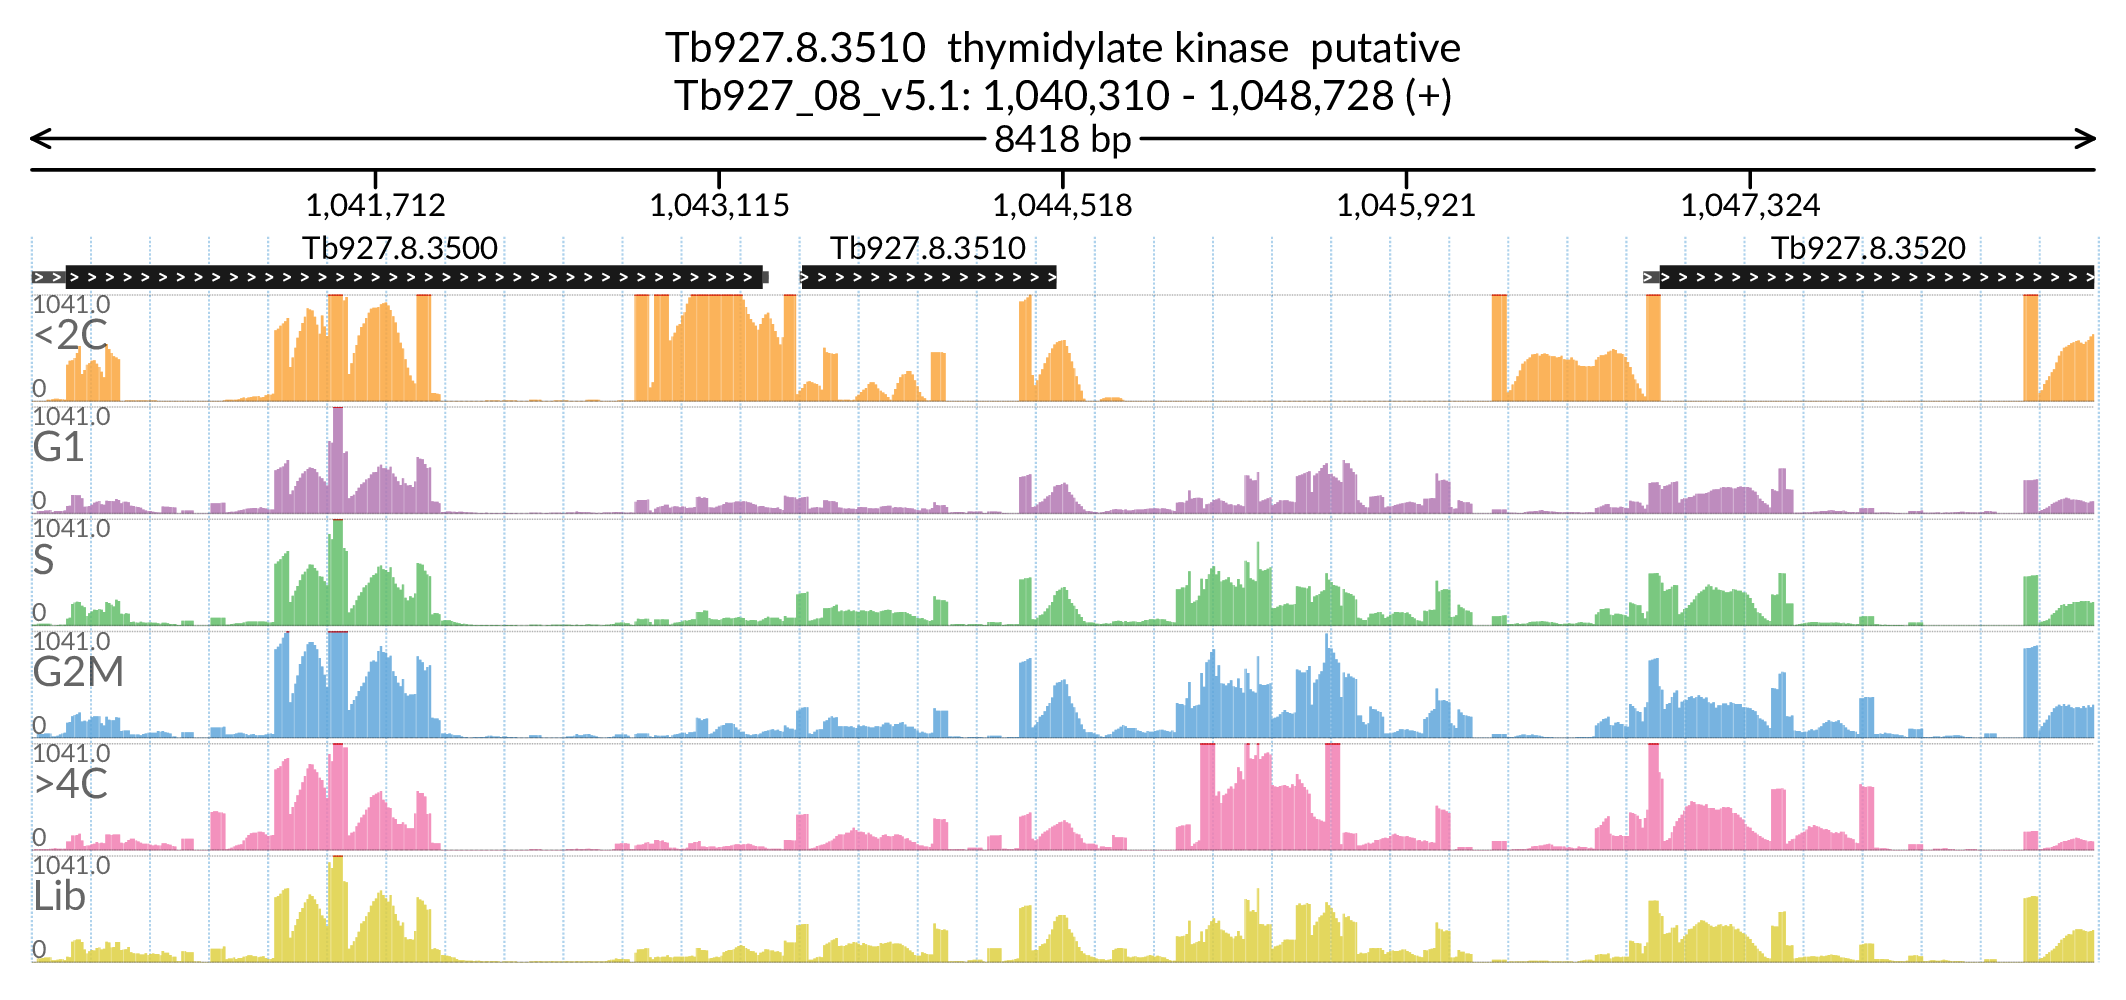 Tb927.8.3510 thymidylate kinase putative
Tb927_08_v5.1: 1,040,310 - 1,048,728 (+)
8418 bp
1,041,712 1,043,115 1,044,518 1,045,921 1,047,324
Tb927.8.3500 Tb927.8.3510 Tb927.8.3520
1041.0
<2C
0
1041.0
G1
0
1041.0
S
0
1041.0
G2M
0
1041.0
>4C
0
1041.0
Lib
0